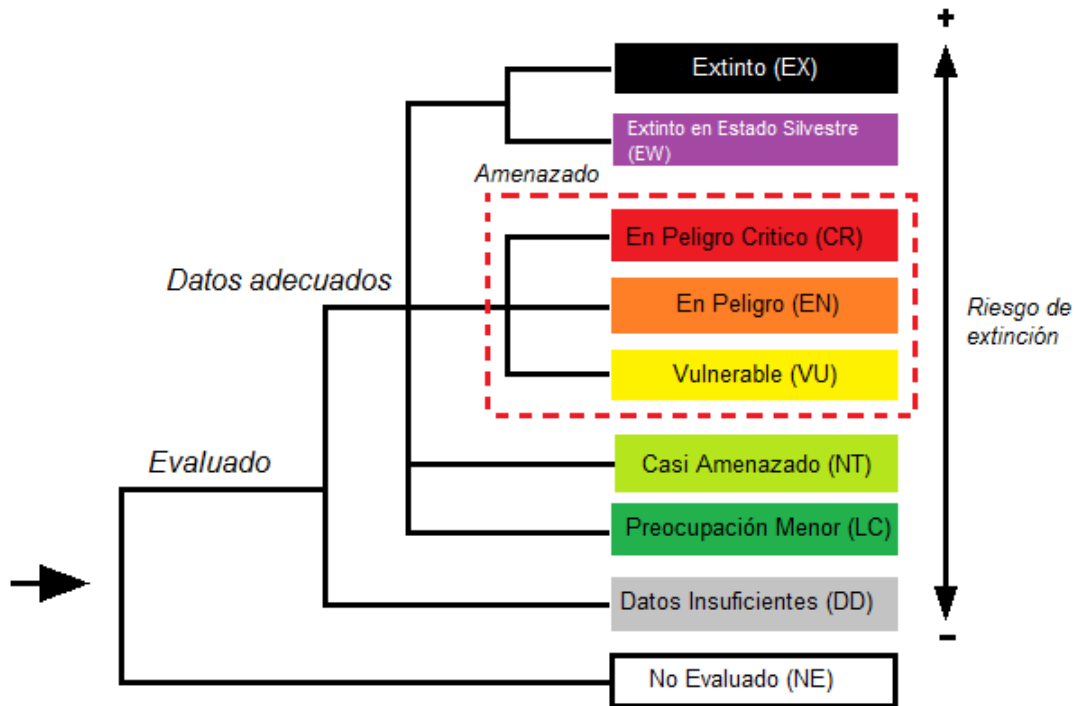 +
Extinto (EX)
Extinto en Estado Silvestre
(EW)
Amenazado
En Peligro Critico (CR)
Datos adecuados
En Peligro (EN)
Riesgo de
extinción
Vulnerable (VU)
Evaluado
Casi Amenazado (NT)
Preocupación Menor (LC)
Datos Insuficientes (DD)
-
No Evaluado (NE)